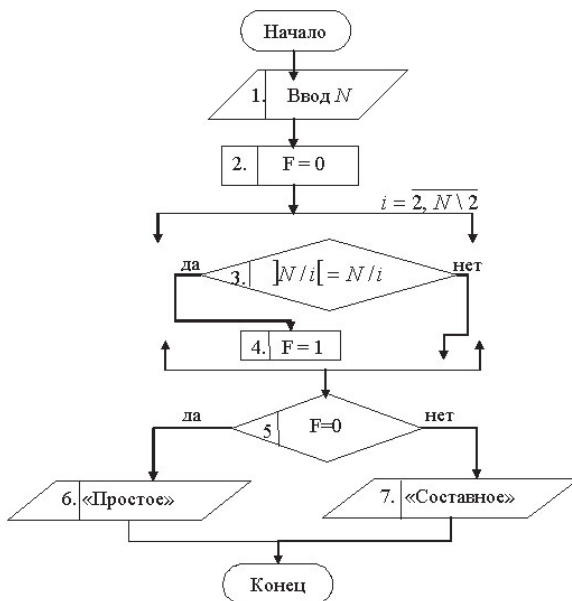 Начало
1. Ввод N
2. F = 0
i = 2, N \ 2
да
3. ]N / i[ = N / i
нет
4. F = 1
да
5 F=0
нет
6. «Простое»
7. «Составное»
Конец